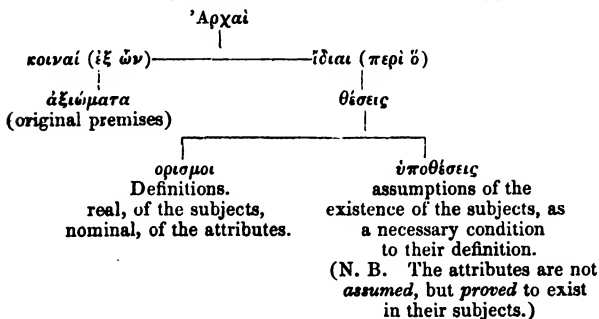 Ἀρχαὶ
κοιναί (ἐξ ὧν) ἴδιαι (περὶ ὅ)
ἀξιώματα θέσεις
(original premises)
ορισμοι ὑποθέσεις
Definitions. assumptions of the
real, of the subjects, existence of the subjects, as
nominal, of the attributes. a necessary condition
to their definition.
(N. B. The attributes are not
assumed, but proved to exist
in their subjects.)